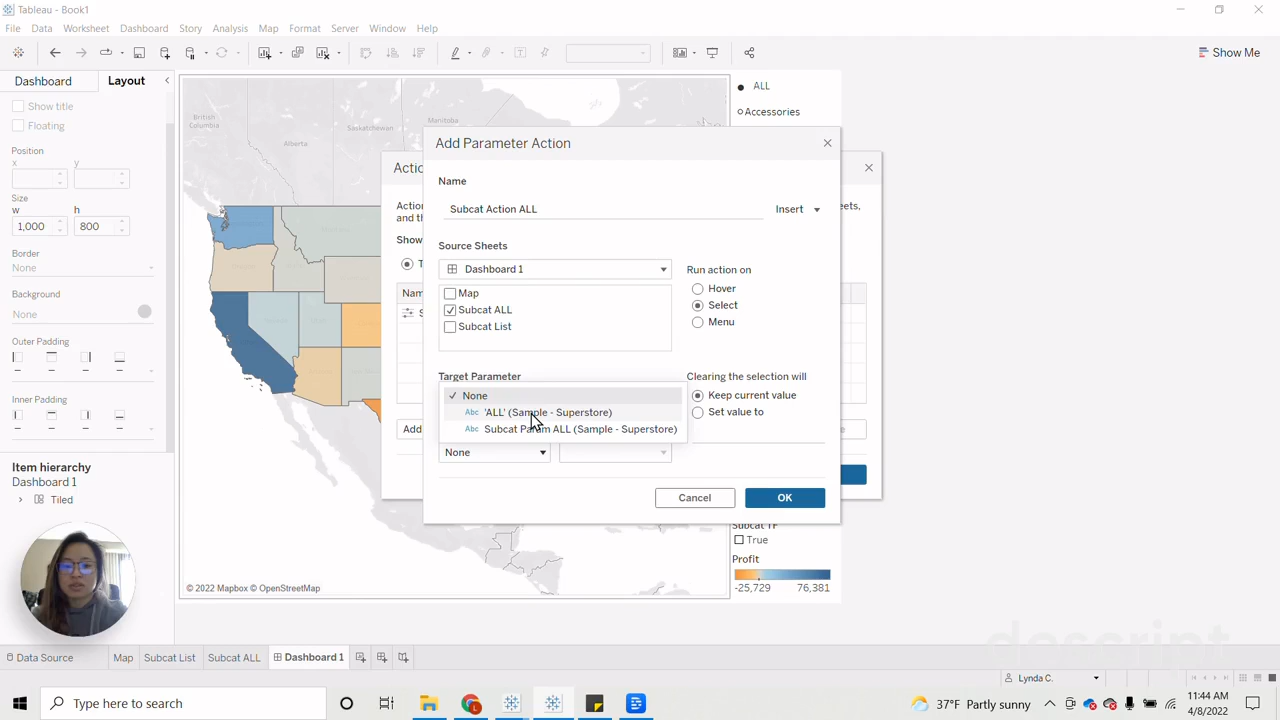 Tableau - Book1
File Data Worksheet Dashboard Story Analysis Map Format Server Window Help
Show Me
Dashboard Layout
Show title
Floating
Position
x y
Size
w h
1,000 800
Border
None
Background
None
Outer Padding
Inner Padding
Item hierarchy
Dashboard 1
Tiled
British
Columbia
Alberta
Saskatchewan
ALL
Accessories
Add Parameter Action
Name
Subcat Action ALL
Insert
Source Sheets
Dashboard 1
Map
Subcat ALL
Subcat List
Run action on
Hover
Select
Menu
Target Parameter
None
Abc 'ALL' (Sample - Superstore)
Abc Subcat Param ALL (Sample - Superstore)
None
Clearing the selection will
Keep current value
Set value to
Cancel OK
Subcat TF
True
Profit
-25,729 76,381
© 2022 Mapbox © OpenStreetMap
descript
Data Source Map Subcat List Subcat ALL Dashboard 1
Lynda C.
Type here to search
37°F Partly sunny
11:44 AM
4/8/2022